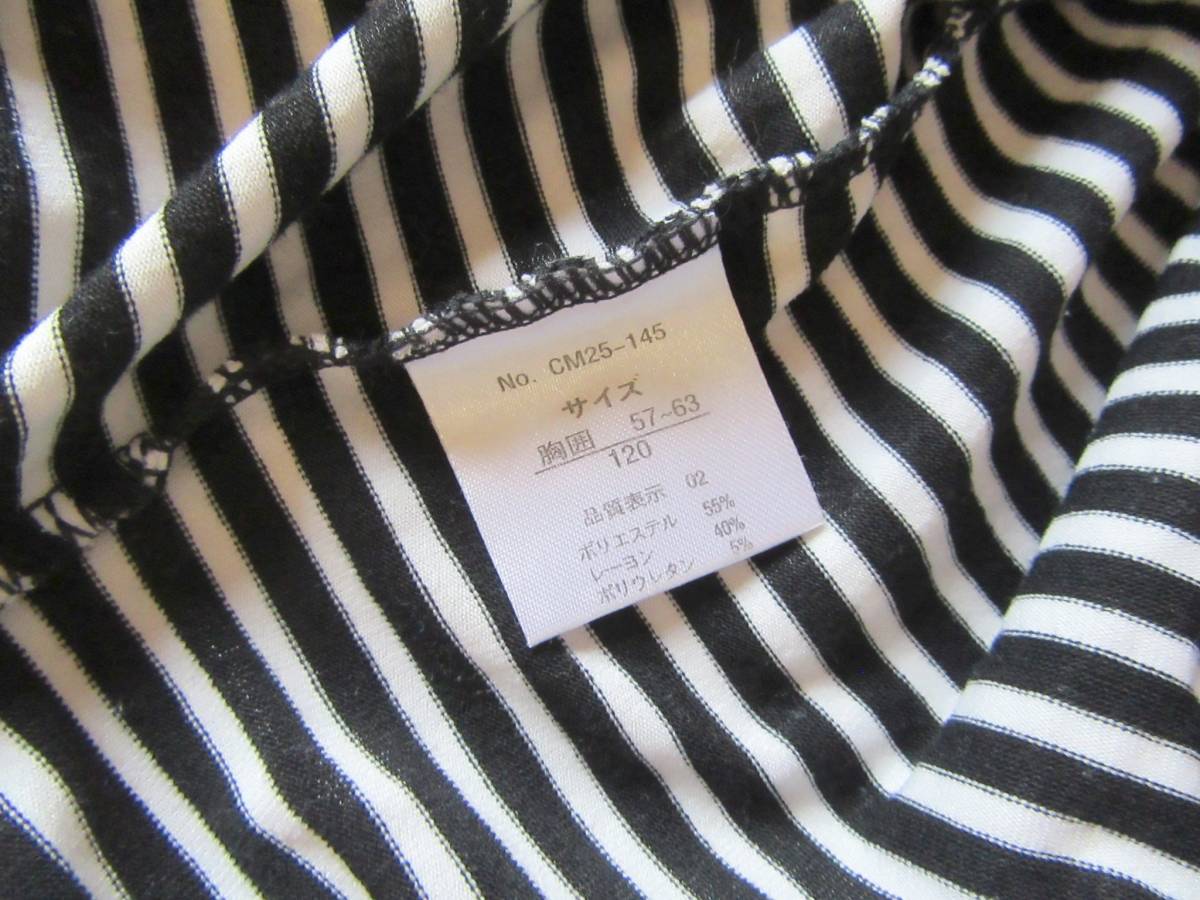 No. CM25-145
サイズ
胸囲 57~63
120
品質表示 02
ポリエステル 55%
レーヨン 40%
ポリウレタン 5%